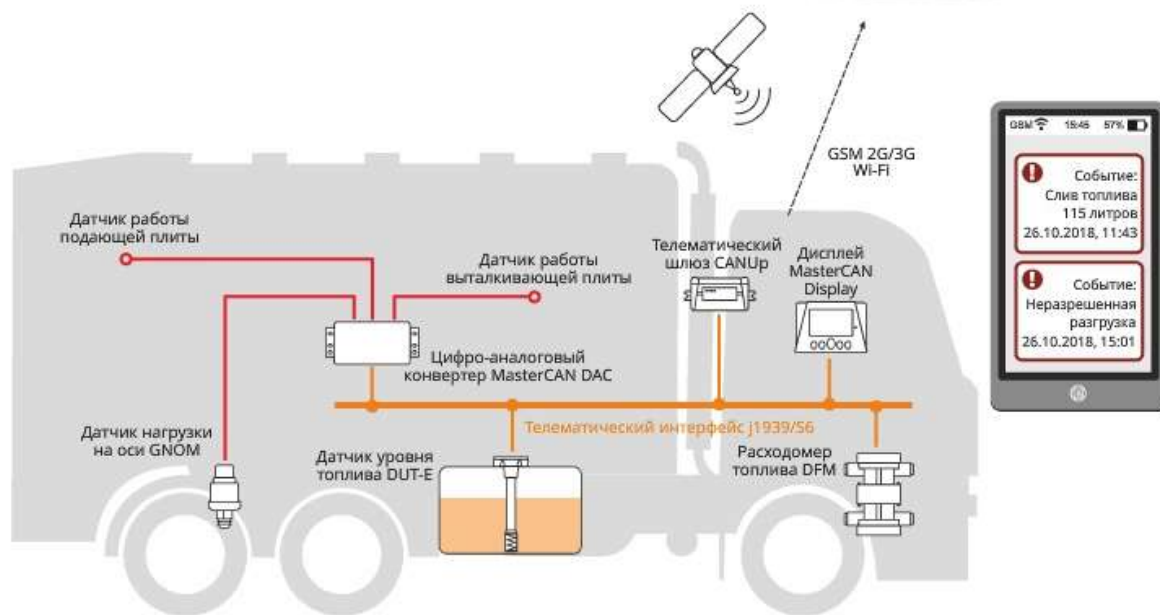 GSM 2G/3G
Wi-Fi
GSM 15:45 57%
Событие:
Слив топлива
115 литров
26.10.2018, 11:43
Событие:
Неразрешенная
разгрузка
26.10.2018, 15:01
Датчик работы
подающей плиты
Датчик работы
выталкивающей плиты
Телематический
шлюз CANUp
Дисплей
MasterCAN
Display
Цифро-аналоговый
конвертер MasterCAN DAC
Телематический интерфейс j1939/S6
Датчик нагрузки
на оси GNOM
Датчик уровня
топлива DUT-E
Расходомер
топлива DFM